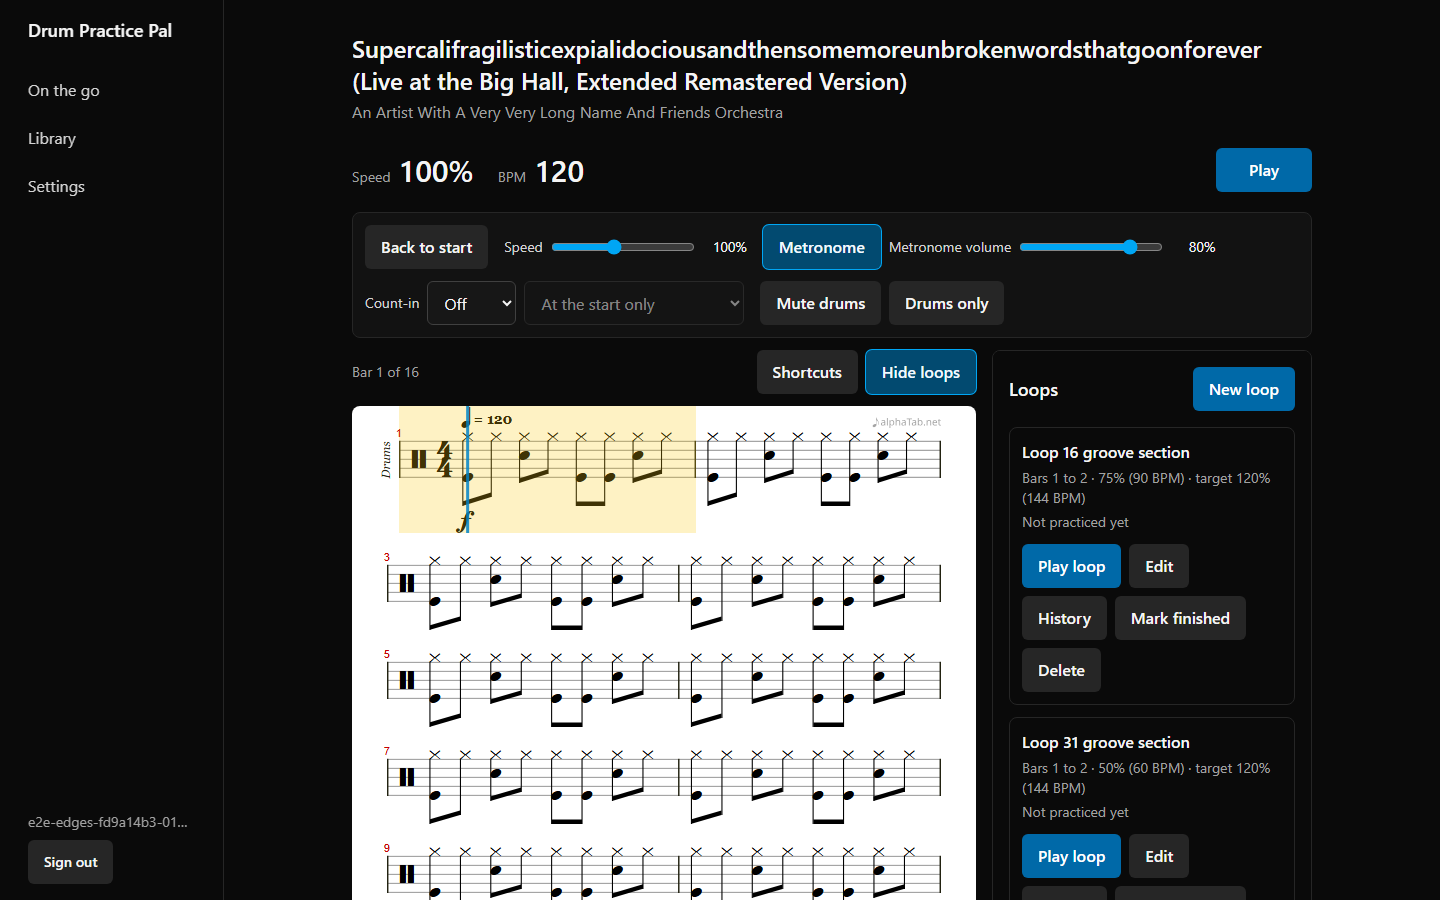 Drum Practice Pal
On the go
Library
Settings
e2e-edges-fd9a14b3-01...
Sign out
Supercalifragilisticexpialidociousandthensomemoreunbrokenwordsthatgoonforever
(Live at the Big Hall, Extended Remastered Version)
An Artist With A Very Very Long Name And Friends Orchestra
Speed 100% BPM 120
Play
Back to start Speed 100% Metronome Metronome volume 80%
Count-in Off At the start only Mute drums Drums only
Bar 1 of 16 Shortcuts Hide loops
= 120
alphaTab.net
1
Drums
4
4
f
3
5
7
9
Loops New loop
Loop 16 groove section
Bars 1 to 2 · 75% (90 BPM) · target 120%
(144 BPM)
Not practiced yet
Play loop Edit
History Mark finished
Delete
Loop 31 groove section
Bars 1 to 2 · 50% (60 BPM) · target 120%
(144 BPM)
Not practiced yet
Play loop Edit